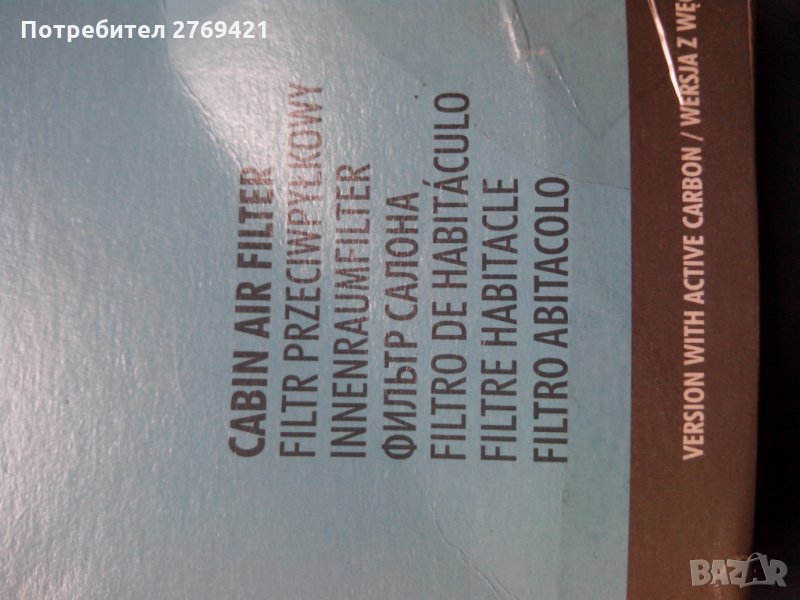 Потребител 2769421
CABIN AIR FILTER
FILTR PRZECIWPYŁKOWY
INNENRAUMFILTER
ФИЛЬТР САЛОНА
FILTRO DE HABITÁCULO
FILTRE HABITACLE
FILTRO ABITACOLO
VERSION WITH ACTIVE CARBON / WERSJA Z
BAZAR